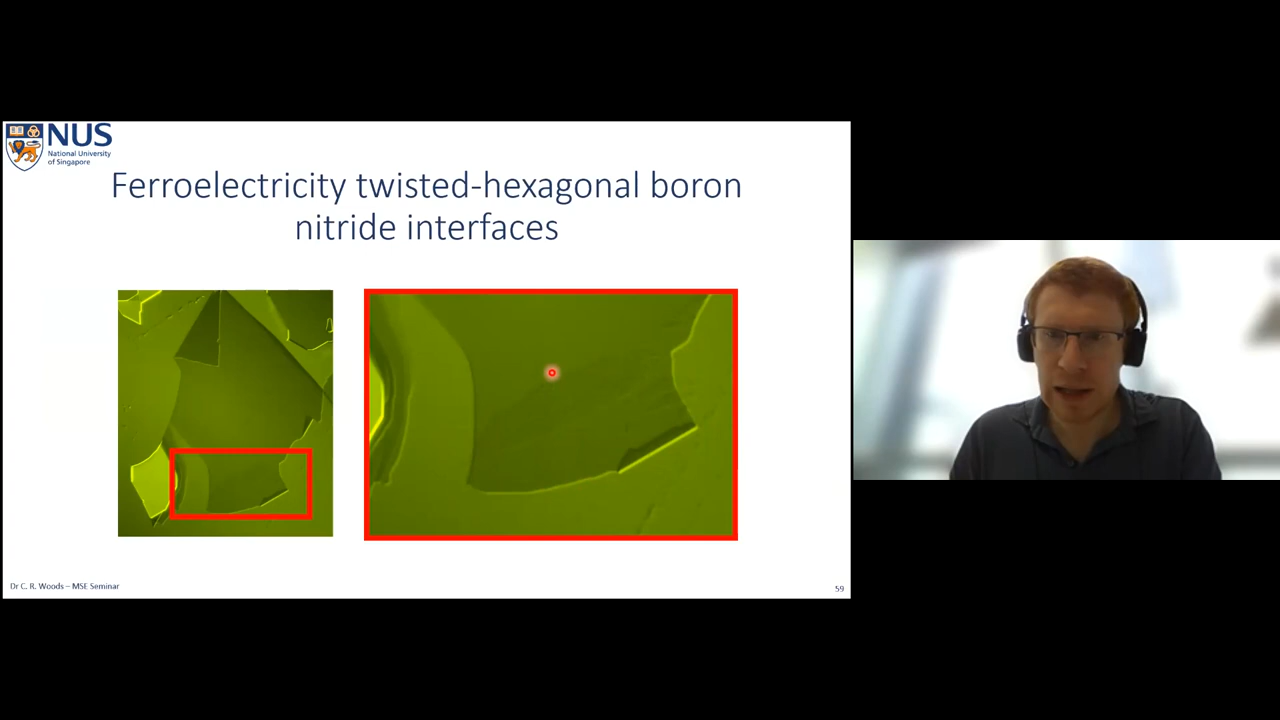 NUS
National University
of Singapore
Ferroelectricity twisted-hexagonal boron
nitride interfaces
Dr C. R. Woods – MSE Seminar
59